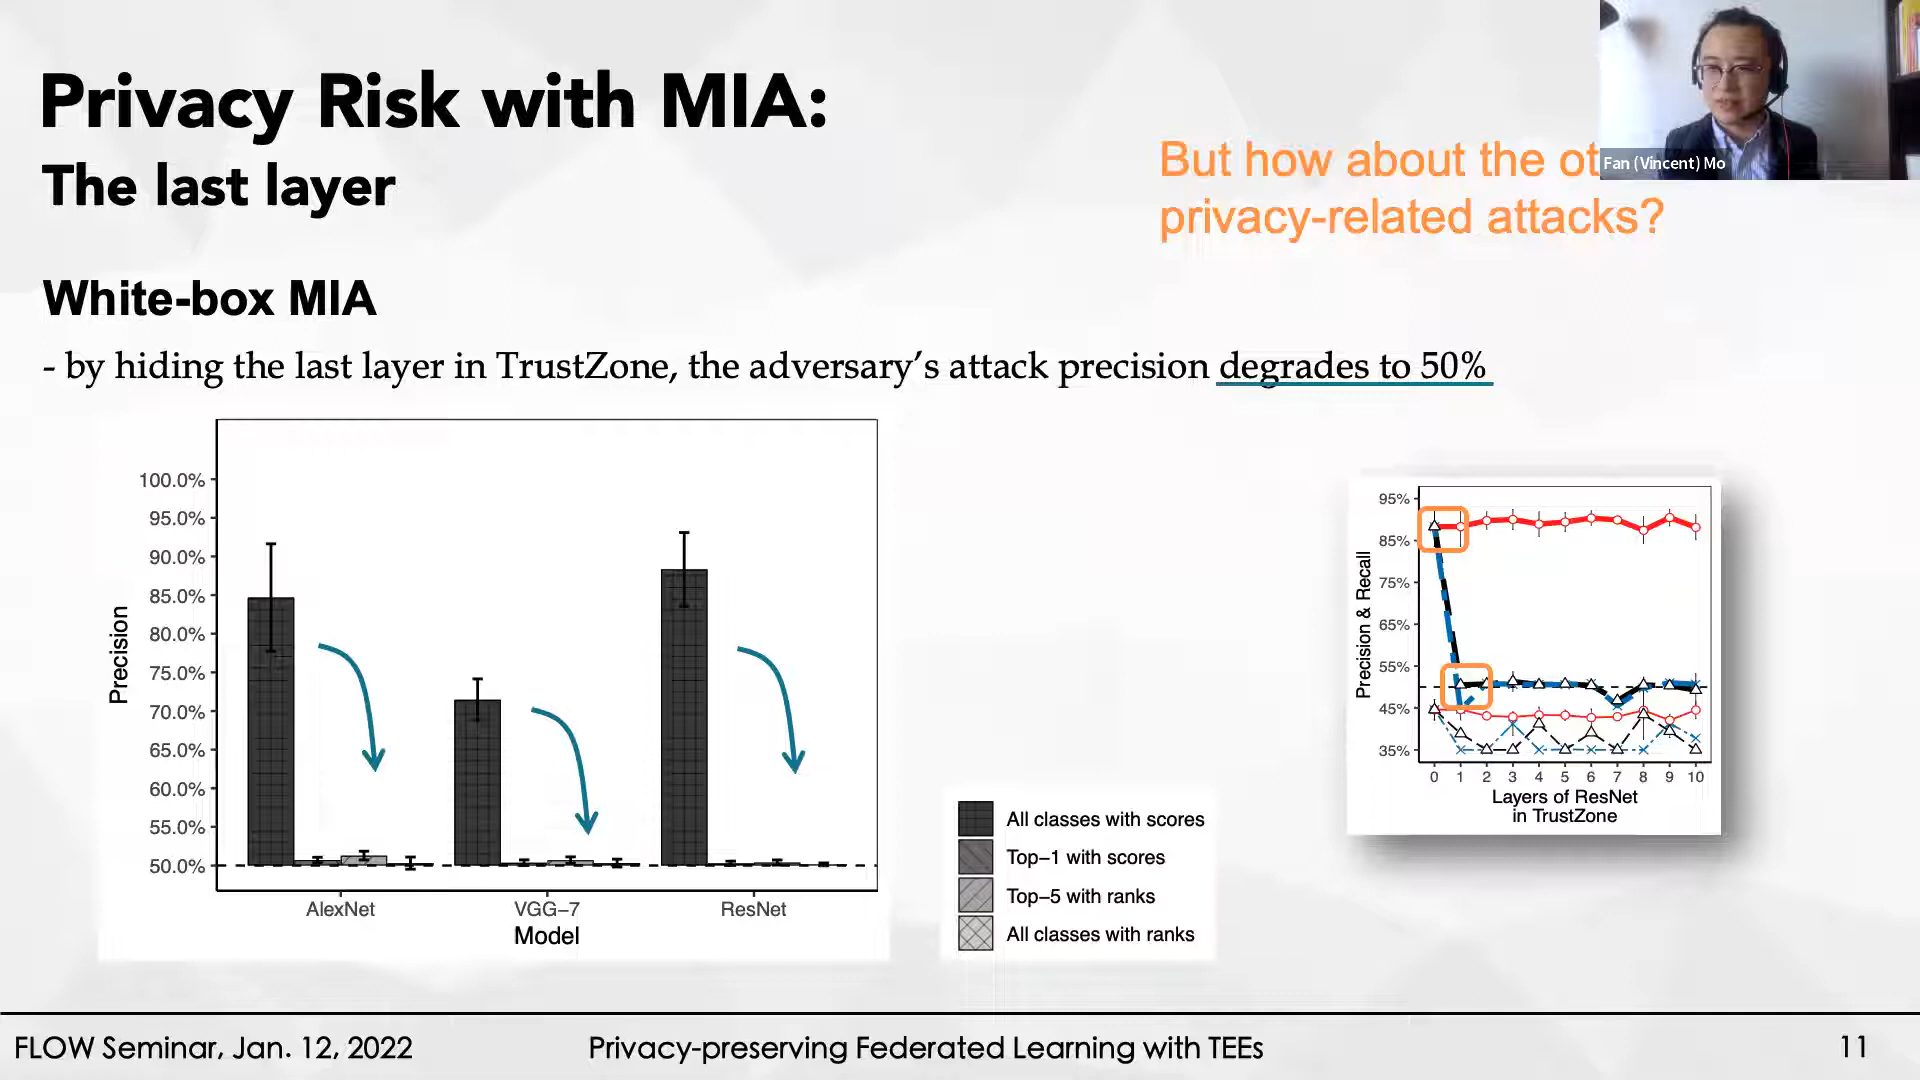 Privacy Risk with MIA:
The last layer
But how about the ot
privacy-related attacks?
Fan (Vincent) Mo
White-box MIA
- by hiding the last layer in TrustZone, the adversary’s attack precision degrades to 50%
100.0%
95.0%
90.0%
85.0%
80.0%
75.0%
70.0%
65.0%
60.0%
55.0%
50.0%
Precision
AlexNet VGG–7 ResNet
Model
All classes with scores
Top–1 with scores
Top–5 with ranks
All classes with ranks
95%
85%
75%
65%
55%
45%
35%
Precision & Recall
0 1 2 3 4 5 6 7 8 9 10
Layers of ResNet
in TrustZone
FLOW Seminar, Jan. 12, 2022 Privacy-preserving Federated Learning with TEEs 11